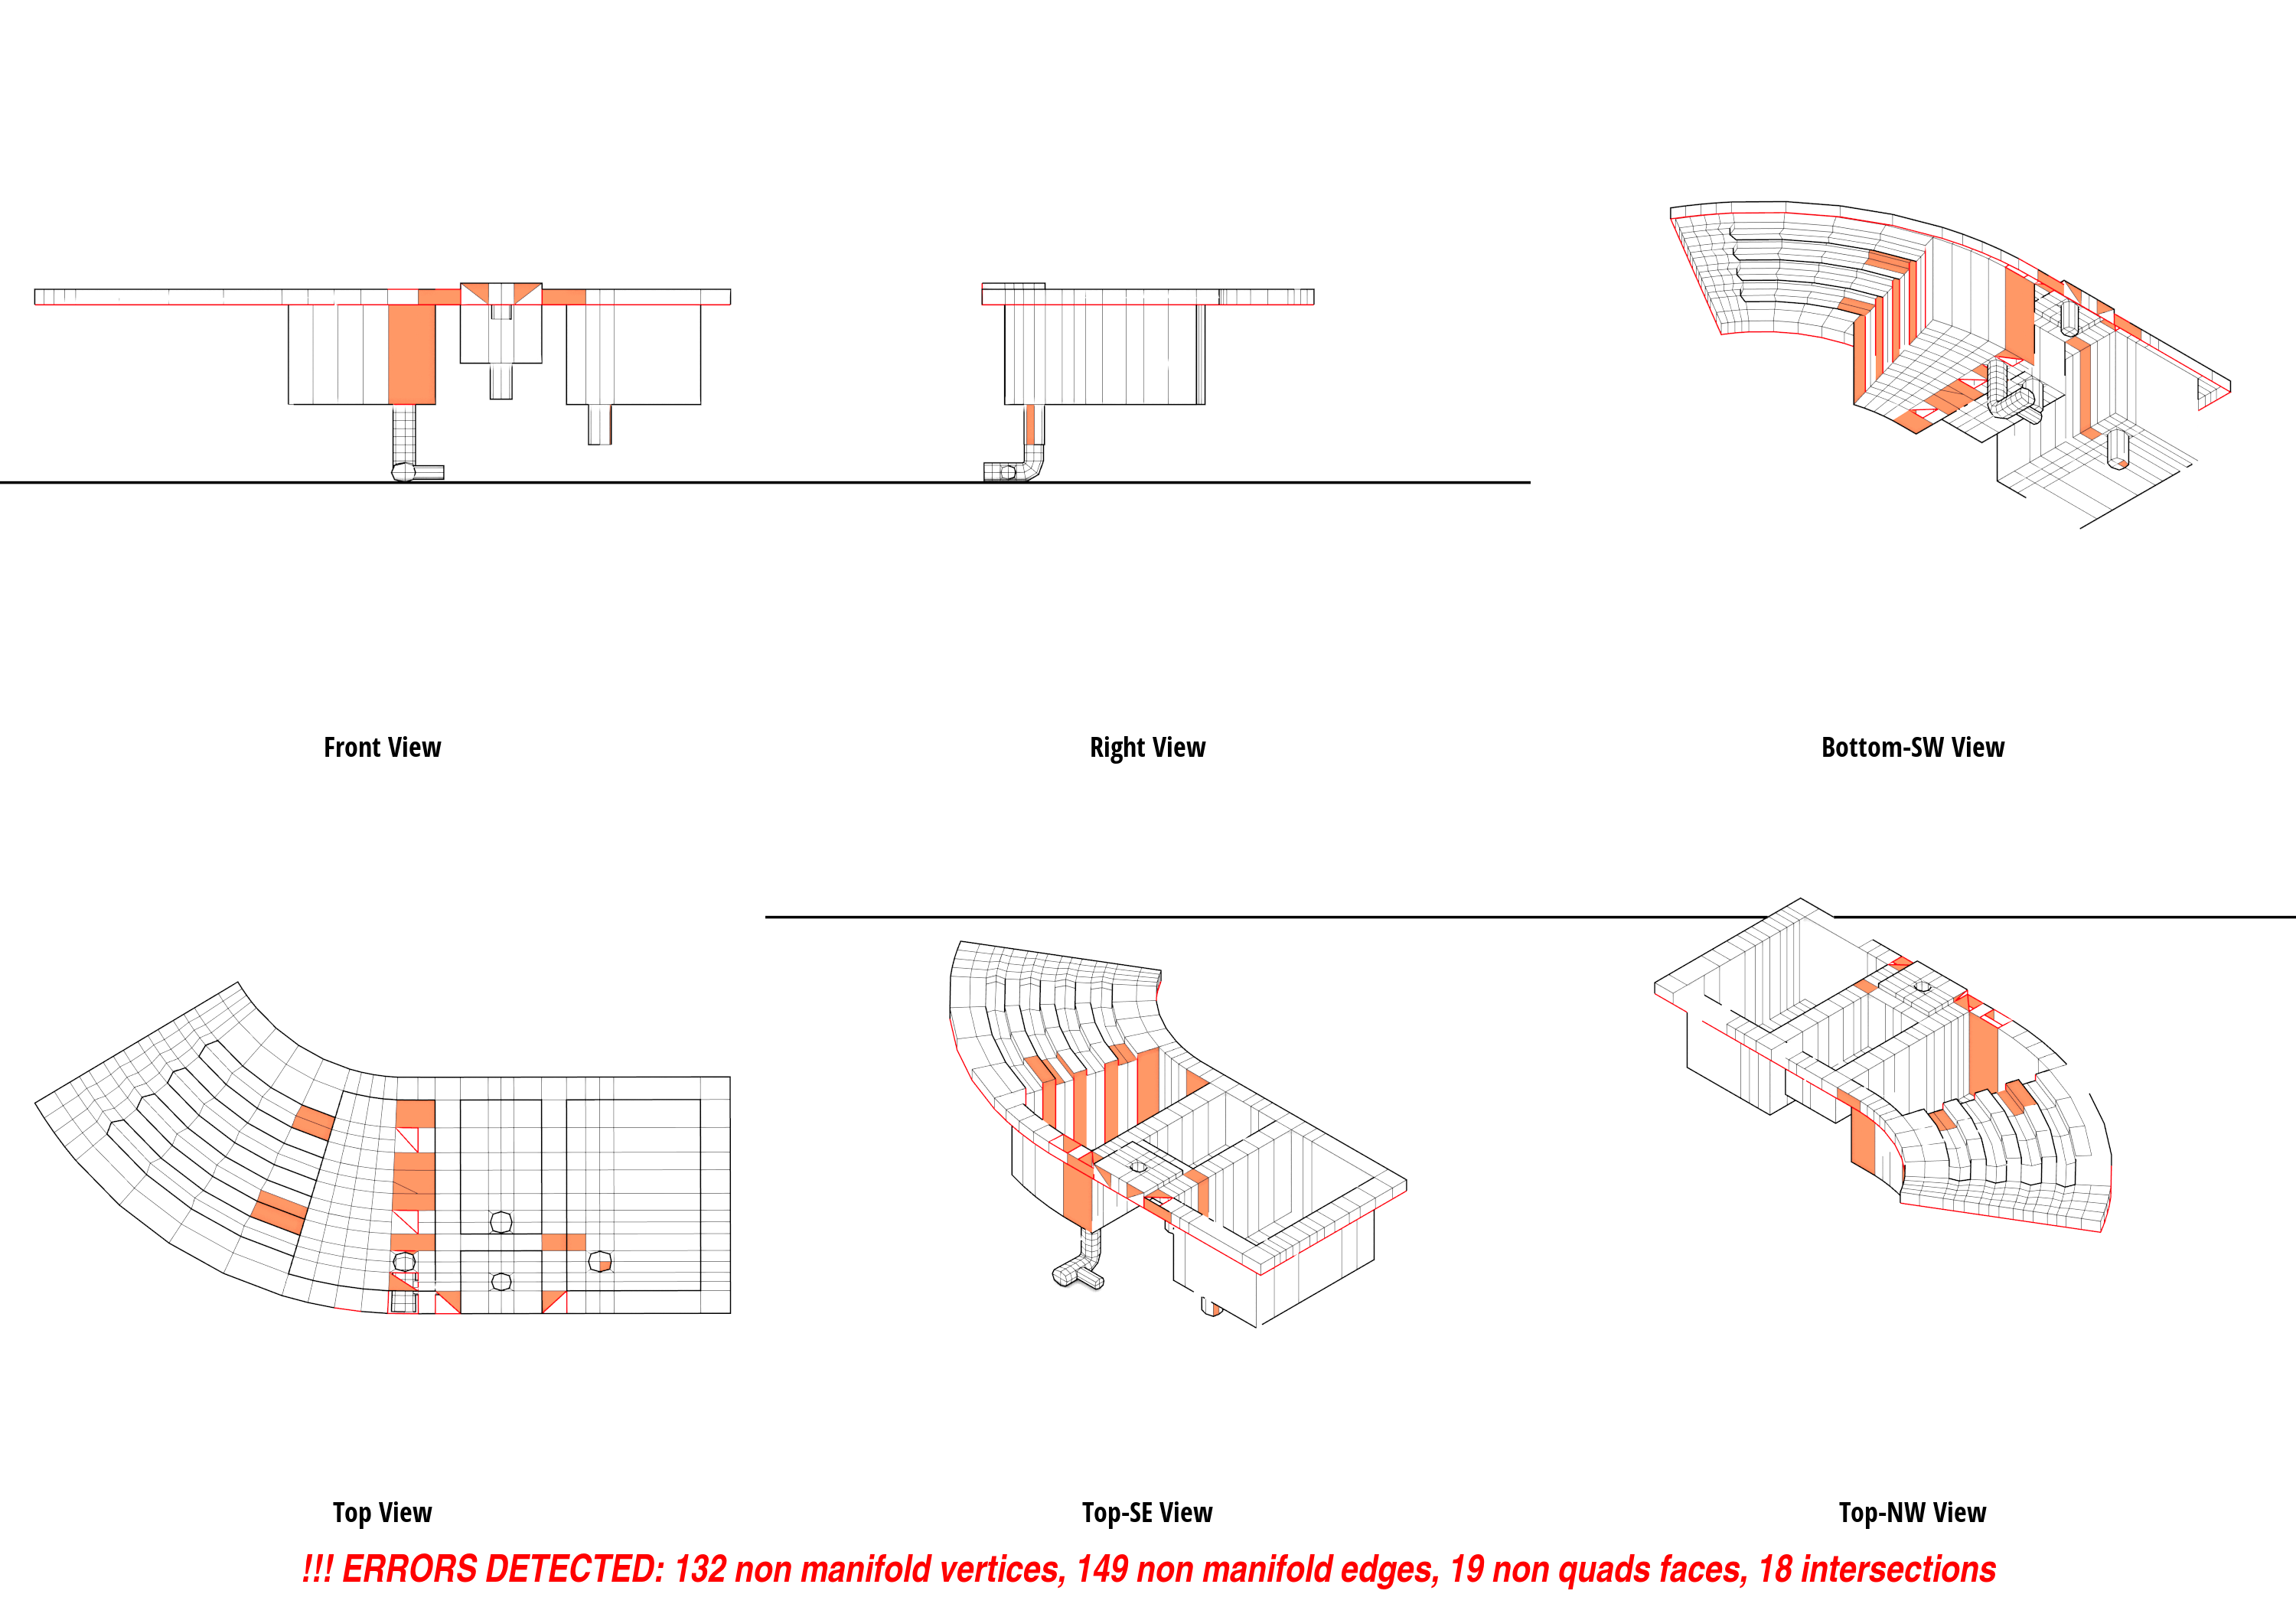 Front View
Right View
Bottom-SW View
Top View
Top-SE View
Top-NW View
!!! ERRORS DETECTED: 132 non manifold vertices, 149 non manifold edges, 19 non quads faces, 18 intersections